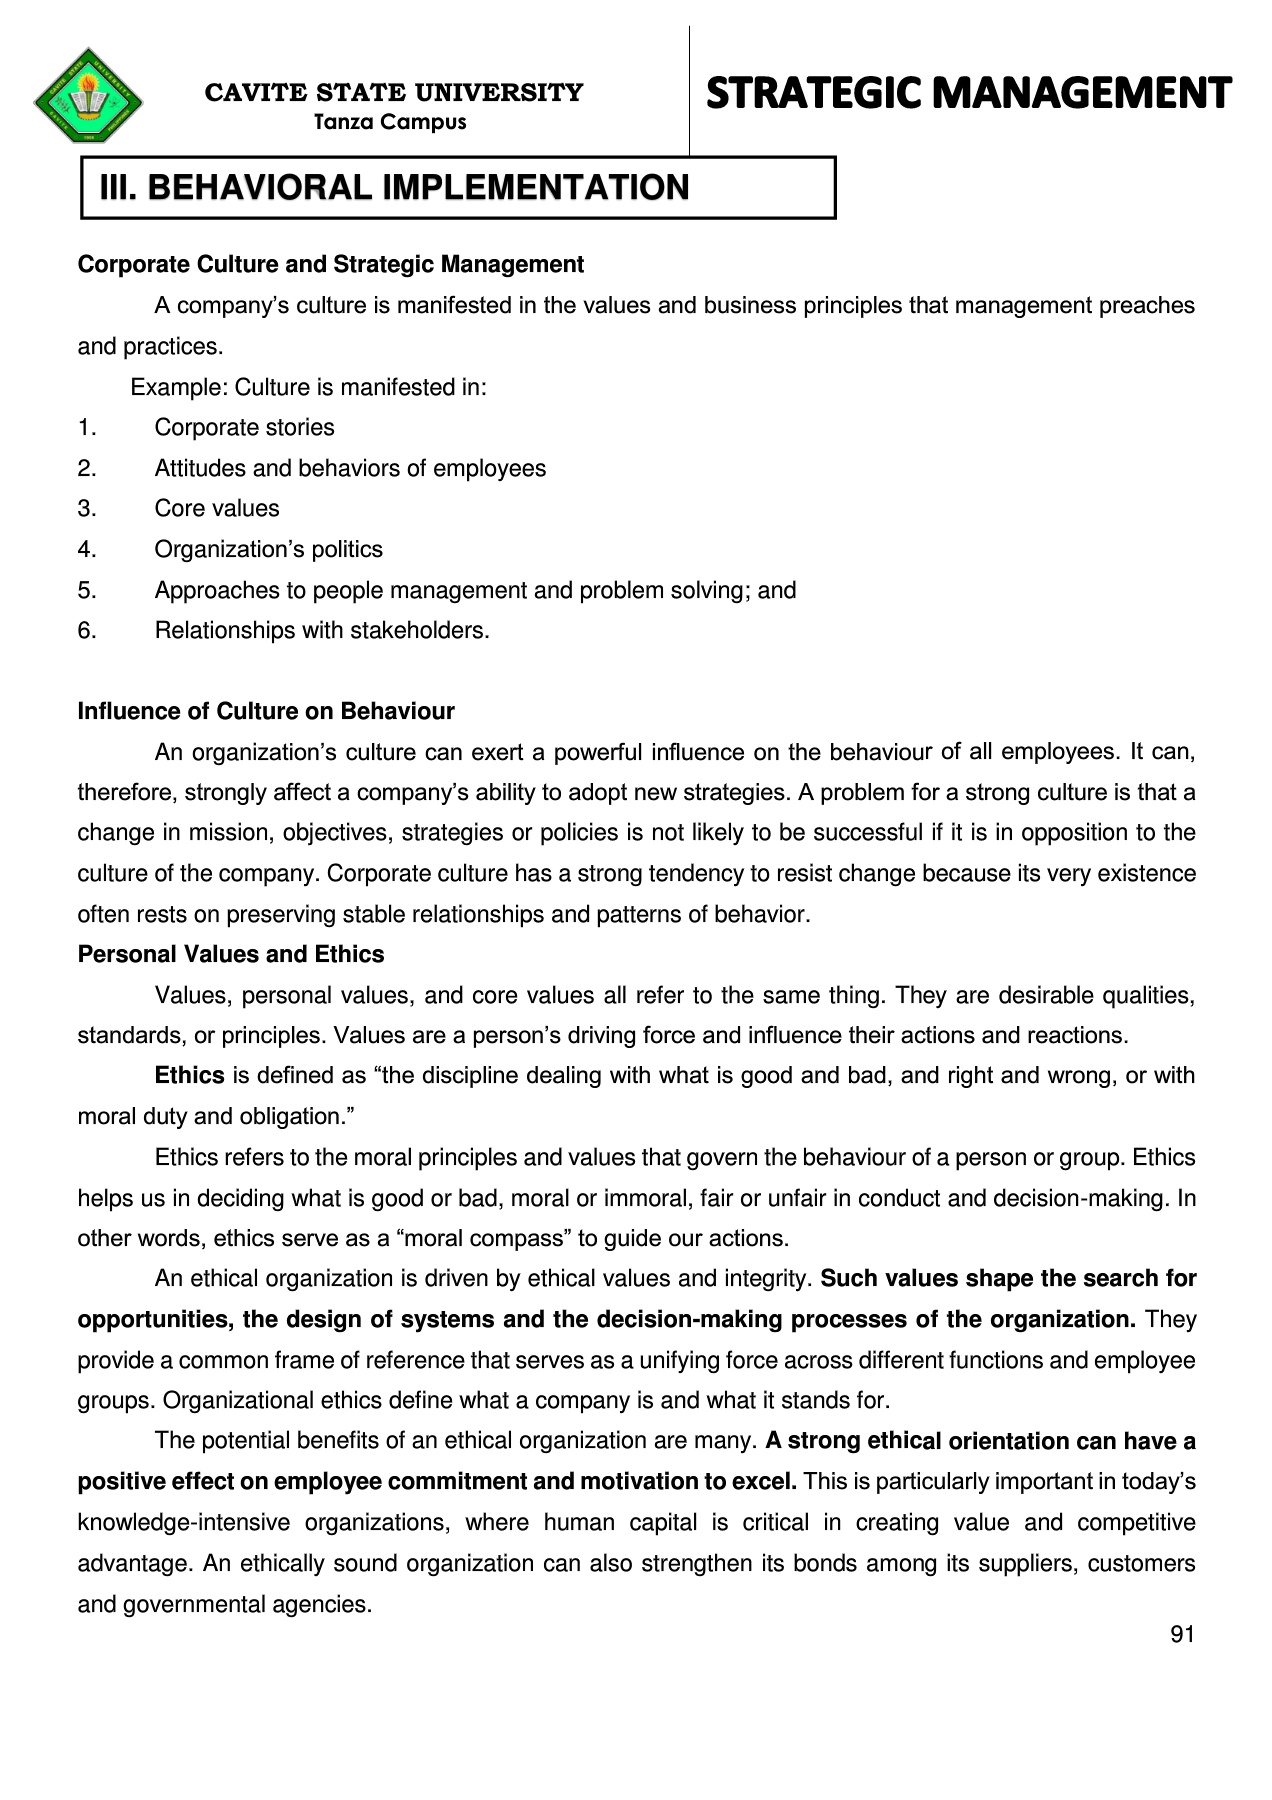 CAVITE STATE UNIVERSITY
Tanza Campus
STRATEGIC MANAGEMENT
III. BEHAVIORAL IMPLEMENTATION
Corporate Culture and Strategic Management
A company’s culture is manifested in the values and business principles that management preaches
and practices.
Example: Culture is manifested in:
1. Corporate stories
2. Attitudes and behaviors of employees
3. Core values
4. Organization’s politics
5. Approaches to people management and problem solving; and
6. Relationships with stakeholders.
Influence of Culture on Behaviour
An organization’s culture can exert a powerful influence on the behaviour of all employees. It can,
therefore, strongly affect a company’s ability to adopt new strategies. A problem for a strong culture is that a
change in mission, objectives, strategies or policies is not likely to be successful if it is in opposition to the
culture of the company. Corporate culture has a strong tendency to resist change because its very existence
often rests on preserving stable relationships and patterns of behavior.
Personal Values and Ethics
Values, personal values, and core values all refer to the same thing. They are desirable qualities,
standards, or principles. Values are a person’s driving force and influence their actions and reactions.
Ethics is defined as “the discipline dealing with what is good and bad, and right and wrong, or with
moral duty and obligation.”
Ethics refers to the moral principles and values that govern the behaviour of a person or group. Ethics
helps us in deciding what is good or bad, moral or immoral, fair or unfair in conduct and decision-making. In
other words, ethics serve as a “moral compass” to guide our actions.
An ethical organization is driven by ethical values and integrity. Such values shape the search for
opportunities, the design of systems and the decision-making processes of the organization. They
provide a common frame of reference that serves as a unifying force across different functions and employee
groups. Organizational ethics define what a company is and what it stands for.
The potential benefits of an ethical organization are many. A strong ethical orientation can have a
positive effect on employee commitment and motivation to excel. This is particularly important in today’s
knowledge-intensive organizations, where human capital is critical in creating value and competitive
advantage. An ethically sound organization can also strengthen its bonds among its suppliers, customers
and governmental agencies.
91